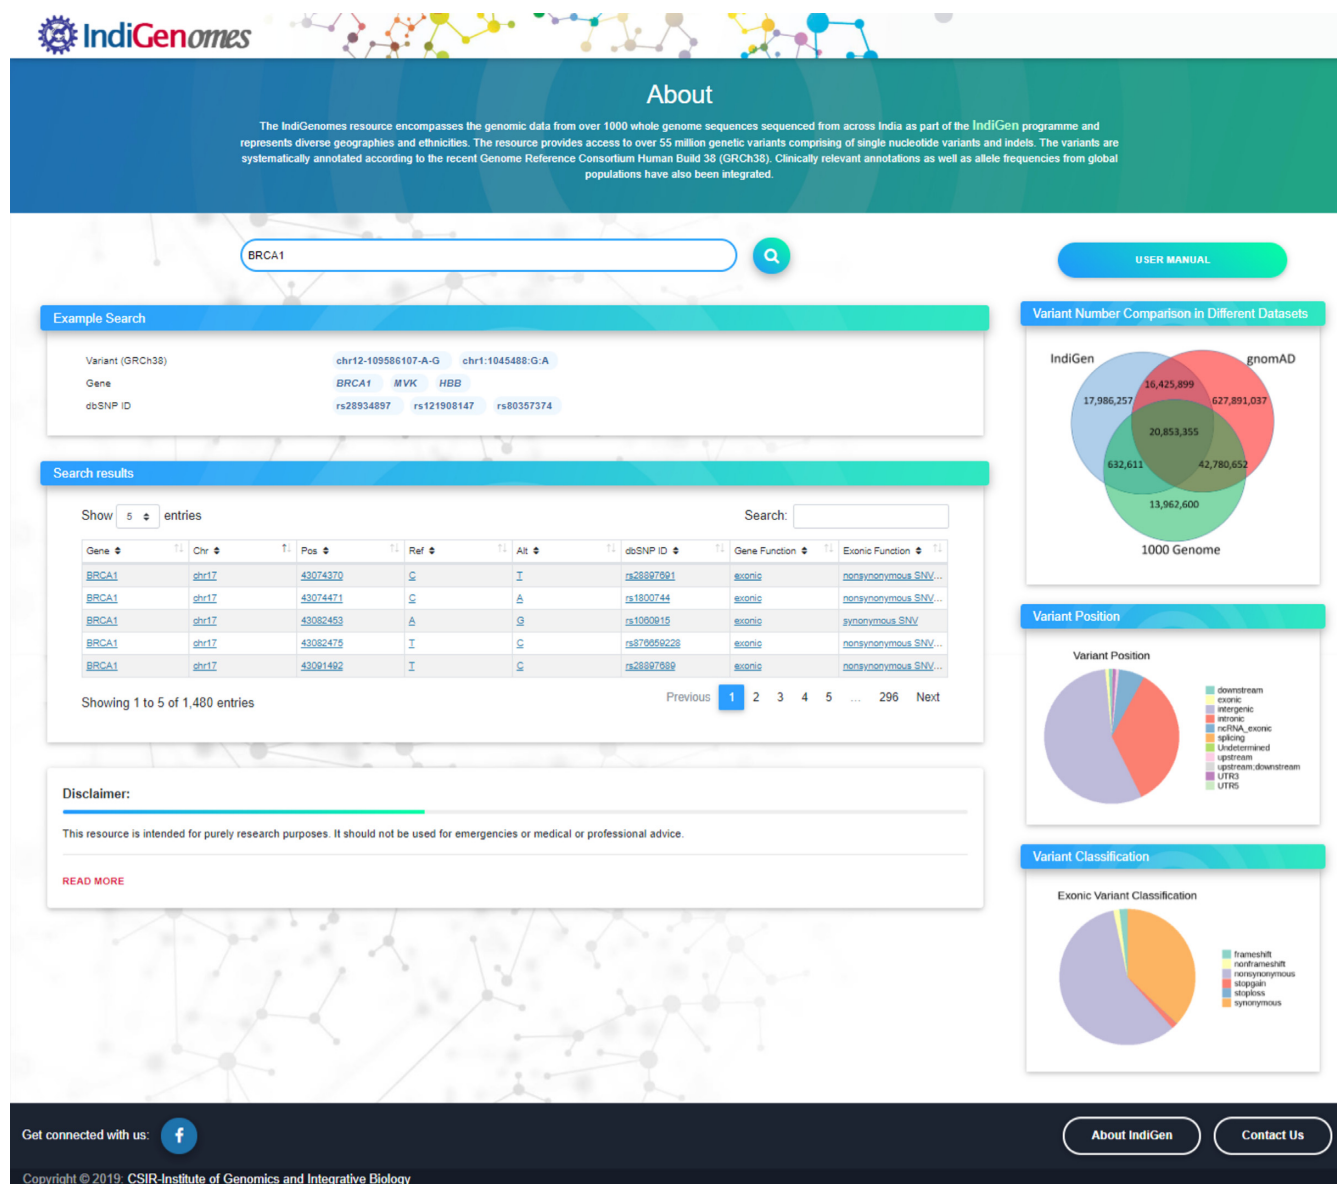 IndiGenomes
About
The IndiGenomes resource encompasses the genomic data from over 1000 whole genome sequences sequenced from across India as part of the IndiGen programme and
represents diverse geographies and ethnicities. The resource provides access to over 55 million genetic variants comprising of single nucleotide variants and indels. The variants are
systematically annotated according to the recent Genome Reference Consortium Human Build 38 (GRCh38). Clinically relevant annotations as well as allele frequencies from global
populations have also been integrated.
BRCA1
USER MANUAL
Example Search
Variant (GRCh38) chr12-109586107-A-G chr1:1045488:G:A
Gene BRCA1 MVK HBB
dbSNP ID rs28934897 rs121908147 rs80357374
Search results
Show 5 entries Search:
Gene Chr Pos Ref Alt dbSNP ID Gene Function Exonic Function
BRCA1 chr17 43074370 C T rs28897691 exonic nonsynonymous SNV...
BRCA1 chr17 43074471 C A rs1800744 exonic nonsynonymous SNV...
BRCA1 chr17 43082453 A G rs1060915 exonic synonymous SNV
BRCA1 chr17 43082475 T C rs876659228 exonic nonsynonymous SNV...
BRCA1 chr17 43091492 T C rs28897689 exonic nonsynonymous SNV...
Showing 1 to 5 of 1,480 entries
Previous 1 2 3 4 5 ... 296 Next
Disclaimer:
This resource is intended for purely research purposes. It should not be used for emergencies or medical or professional advice.
READ MORE
Variant Number Comparison in Different Datasets
IndiGen gnomAD
16,425,899
17,986,257 627,891,037
20,853,355
632,611 42,780,652
13,962,600
1000 Genome
Variant Position
Variant Position
downstream
exonic
intergenic
intronic
ncRNA_exonic
splicing
Undetermined
upstream
upstream;downstream
UTR3
UTR5
Variant Classification
Exonic Variant Classification
frameshift
nonframeshift
nonsynonymous
stopgain
stoploss
synonymous
Get connected with us: f
About IndiGen Contact Us
Copyright © 2019: CSIR-Institute of Genomics and Integrative Biology